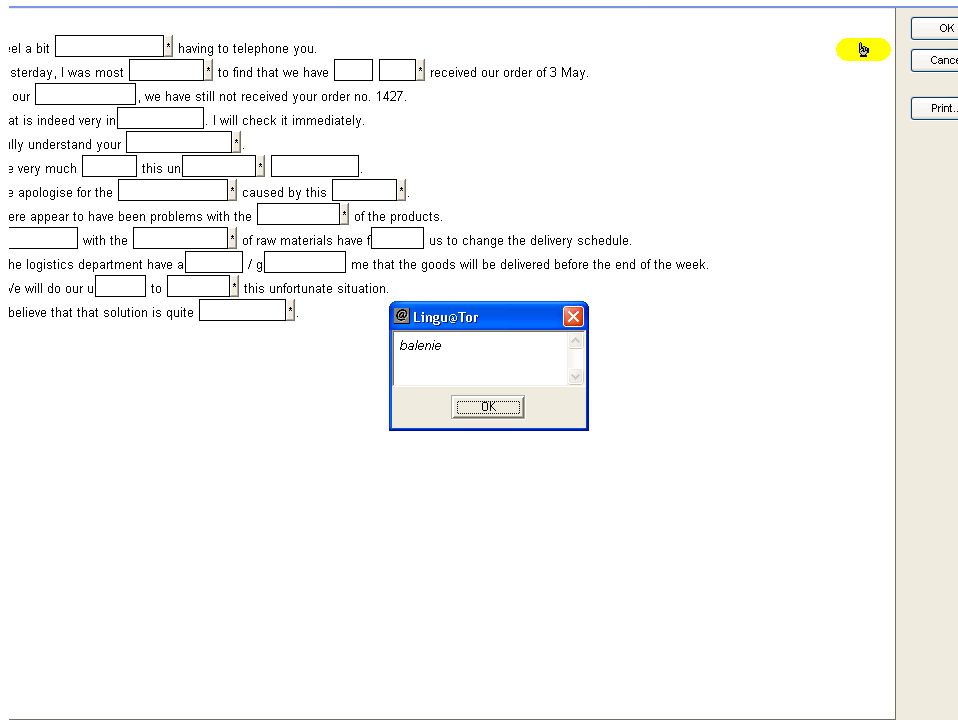 eel a bit * having to telephone you.
sterday, I was most * to find that we have * received our order of 3 May.
our , we have still not received your order no. 1427.
at is indeed very in . I will check it immediately.
ully understand your *.
e very much this un * .
e apologise for the * caused by this *.
ere appear to have been problems with the * of the products.
with the * of raw materials have f us to change the delivery schedule.
he logistics department have a / g me that the goods will be delivered before the end of the week.
We will do our u to * this unfortunate situation.
believe that that solution is quite *.
OK
Cance
Print..
@ Lingu@Tor
balenie
OK